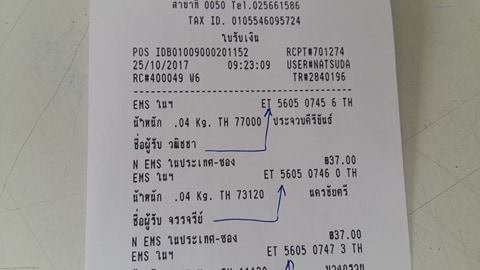 สาขาที่ 0050 Tel.025661586
TAX ID. 0105546095724
ใบรับเงิน
POS IDB01009000201152 RCPT#701274
25/10/2017 09:23:09 USER#NATSUDA
RC#400049 W6 TR#2840196
EMS ในฯ ET 5605 0745 6 TH
น้ำหนัก .04 Kg. TH 77000 ประจวบคีรีขันธ์
ชื่อผู้รับ วณิชชา
N EMS ในประเทศ-ซอง ฿37.00
EMS ในฯ ET 5605 0746 0 TH
น้ำหนัก .04 Kg. TH 73120 นครชัยศรี
ชื่อผู้รับ จรรจรีย์
N EMS ในประเทศ-ซอง ฿37.00
EMS ในฯ ET 5605 0747 3 TH